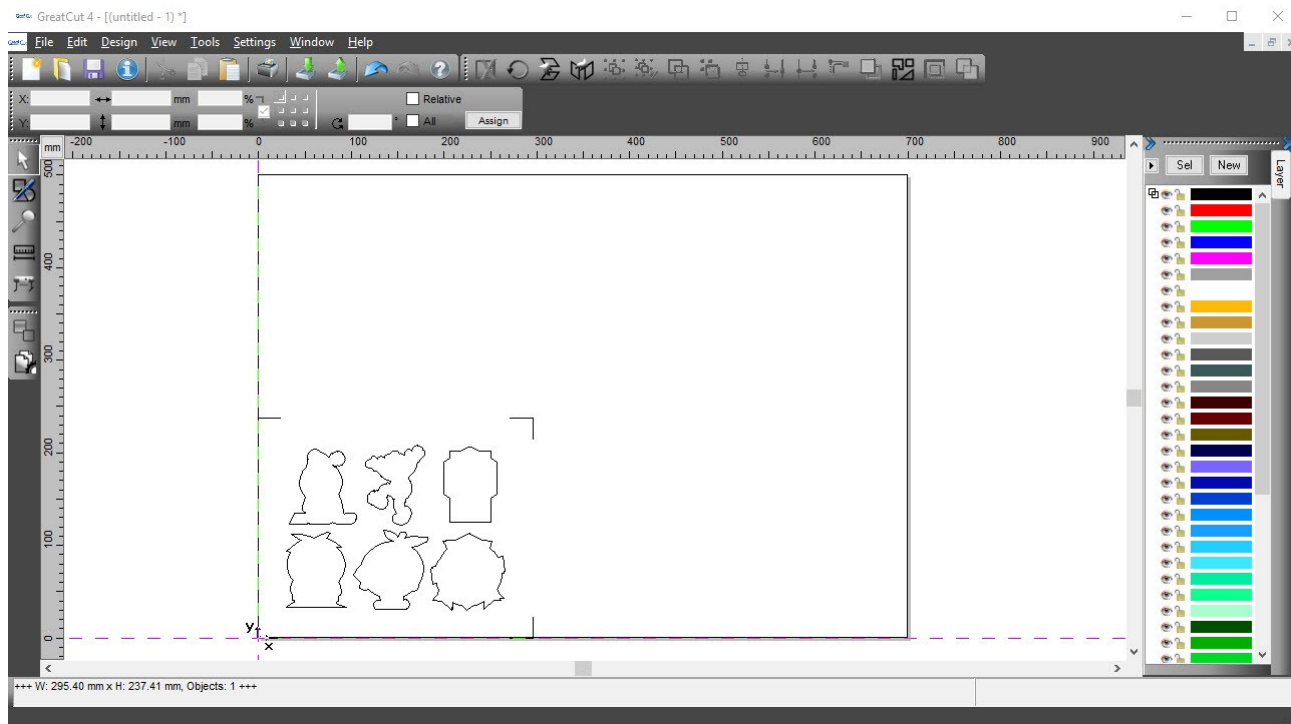 GreatCut GreatCut 4 - [(untitled - 1) *]
File Edit Design View Tools Settings Window Help
X: mm % Relative
Y: mm % ° All Assign
mm -200 -100 0 100 200 300 400 500 600 700 800 900
Sel New
Layer
500
400
300
200
100
0
Y
X
+++ W: 295.40 mm x H: 237.41 mm, Objects: 1 +++